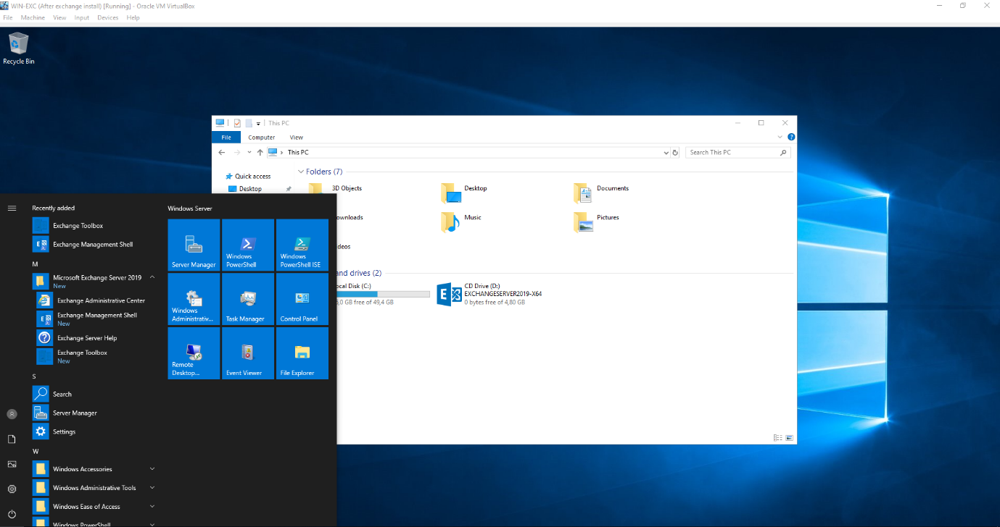 WIN-EXC (After exchange install) [Running] - Oracle VM VirtualBox
File Machine View Input Devices Help
Recycle Bin
This PC
File Computer View
This PC
Search This PC
Quick access
Desktop
Folders (7)
3D Objects
Desktop
Documents
ownloads
Music
Pictures
ideos
and drives (2)
ocal Disk (C:)
6,0 GB free of 49,4 GB
CD Drive (D:)
EXCHANGESERVER2019-X64
0 bytes free of 4,80 GB
Recently added
Exchange Toolbox
Exchange Management Shell
M
Microsoft Exchange Server 2019
New
Exchange Administrative Center
Exchange Management Shell
New
Exchange Server Help
Exchange Toolbox
New
S
Search
Server Manager
Settings
W
Windows Accessories
Windows Administrative Tools
Windows Ease of Access
Windows PowerShell
Windows Server
Server Manager
Windows
PowerShell
Windows
PowerShell ISE
Windows
Administrativ...
Task Manager
Control Panel
Remote
Desktop...
Event Viewer
File Explorer